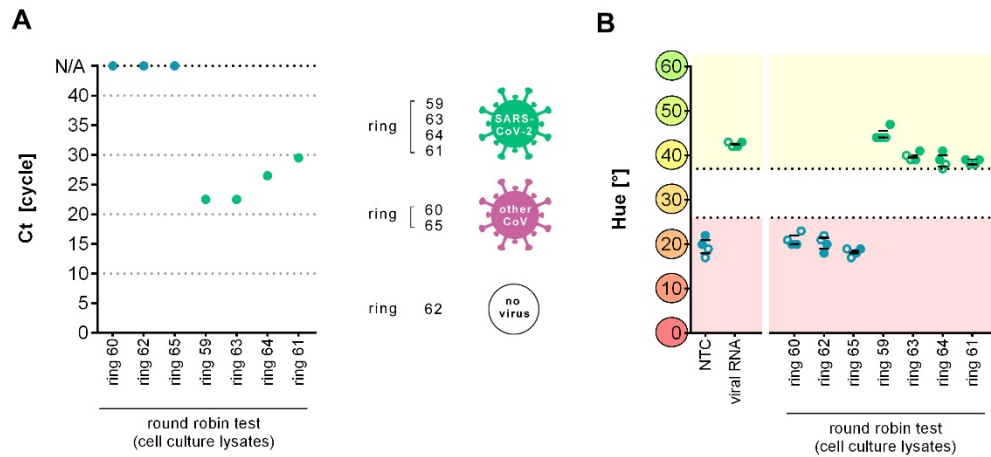 A
N/A
40
30
25
20
10
5
0
Ct [cycle]
ring 60
ring 62
ring 65
ring 59
ring 63
ring 64
ring 61
round robin test
(cell culture lysates)
ring
59
63
64
61
SARS-
CoV-2
ring
60
65
other
CoV
ring 62
no
virus
B
60
50
40
30
20
10
0
Hue [°]
NTC
viral RNA
ring 60
ring 62
ring 65
ring 59
ring 63
ring 64
ring 61
round robin test
(cell culture lysates)